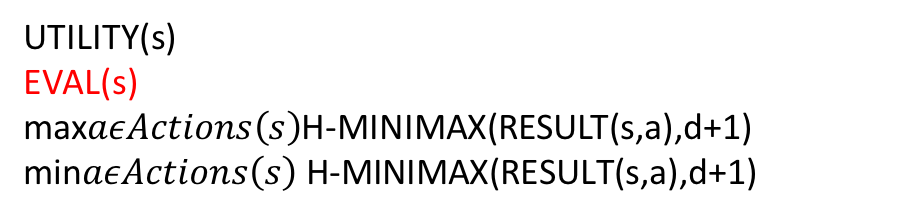 UTILITY(s)
EVAL(s)
max𝑎𝜖𝐴𝑐𝑡𝑖𝑜𝑛𝑠(𝑠)H-MINIMAX(RESULT(s,a),d+1)
min𝑎𝜖𝐴𝑐𝑡𝑖𝑜𝑛𝑠(𝑠) H-MINIMAX(RESULT(s,a),d+1)